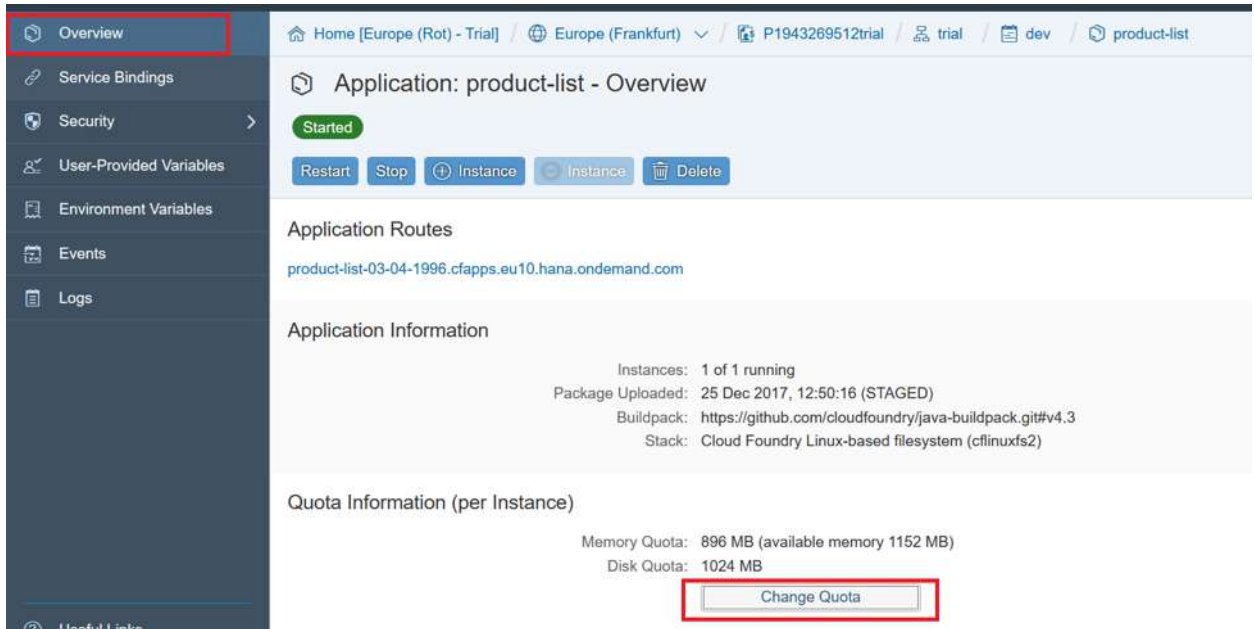 Overview
Service Bindings
Security
User-Provided Variables
Environment Variables
Events
Logs
Useful Links
Home [Europe (Rot) - Trial] / Europe (Frankfurt) / P1943269512trial / trial / dev / product-list
Application: product-list - Overview
Started
Restart Stop Instance Instance Delete
Application Routes
product-list-03-04-1996.cfapps.eu10.hana.ondemand.com
Application Information
Instances: 1 of 1 running
Package Uploaded: 25 Dec 2017, 12:50:16 (STAGED)
Buildpack: https://github.com/cloudfoundry/java-buildpack.git#v4.3
Stack: Cloud Foundry Linux-based filesystem (cflinuxfs2)
Quota Information (per Instance)
Memory Quota: 896 MB (available memory 1152 MB)
Disk Quota: 1024 MB
Change Quota